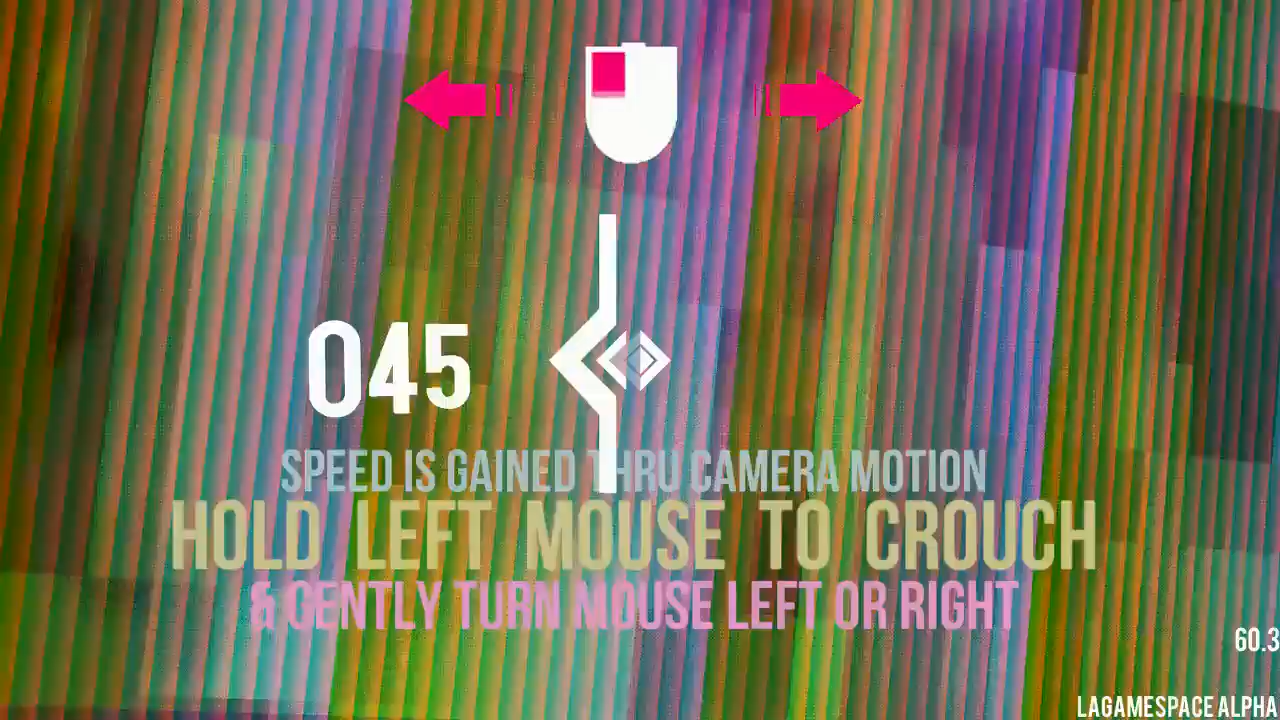 045
SPEED IS GAINED THRU CAMERA MOTION
HOLD LEFT MOUSE TO CROUCH
& GENTLY TURN MOUSE LEFT OR RIGHT
60.3
LAGAMESPACE ALPHA